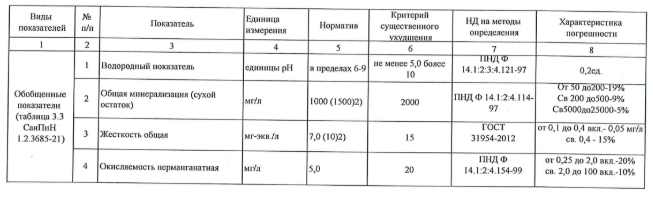 Виды показателей
№ п/п
Показатель
Единица измерения
Норматив
Критерий существенного ухудшения
НД на методы определения
Характеристика погрешности
1 2 3 4 5 6 7 8
Обобщенные показатели (таблица 3.3 СанПиН 1.2.3685-21)
1 Водородный показатель единицы pH в пределах 6-9 не менее 5,0 более 10 ПНД Ф 14.1:2:3:4.121-97 0,2ед.
2 Общая минерализация (сухой остаток) мг/л 1000 (1500)2) 2000 ПНД Ф 14.1:2:4.114-97 От 50 до200-19% Св 200 до500-9% Св5000до25000-5%
3 Жесткость общая мг-экв./л 7,0 (10)2) 15 ГОСТ 31954-2012 от 0,1 до 0,4 вкл.- 0,05 мг/л св. 0,4 - 15%
4 Окисляемость перманганатная мг/л 5,0 20 ПНД Ф 14.1:2:4.154-99 от 0,25 до 2,0 вкл.-20% св. 2,0 до 100 вкл.-10%